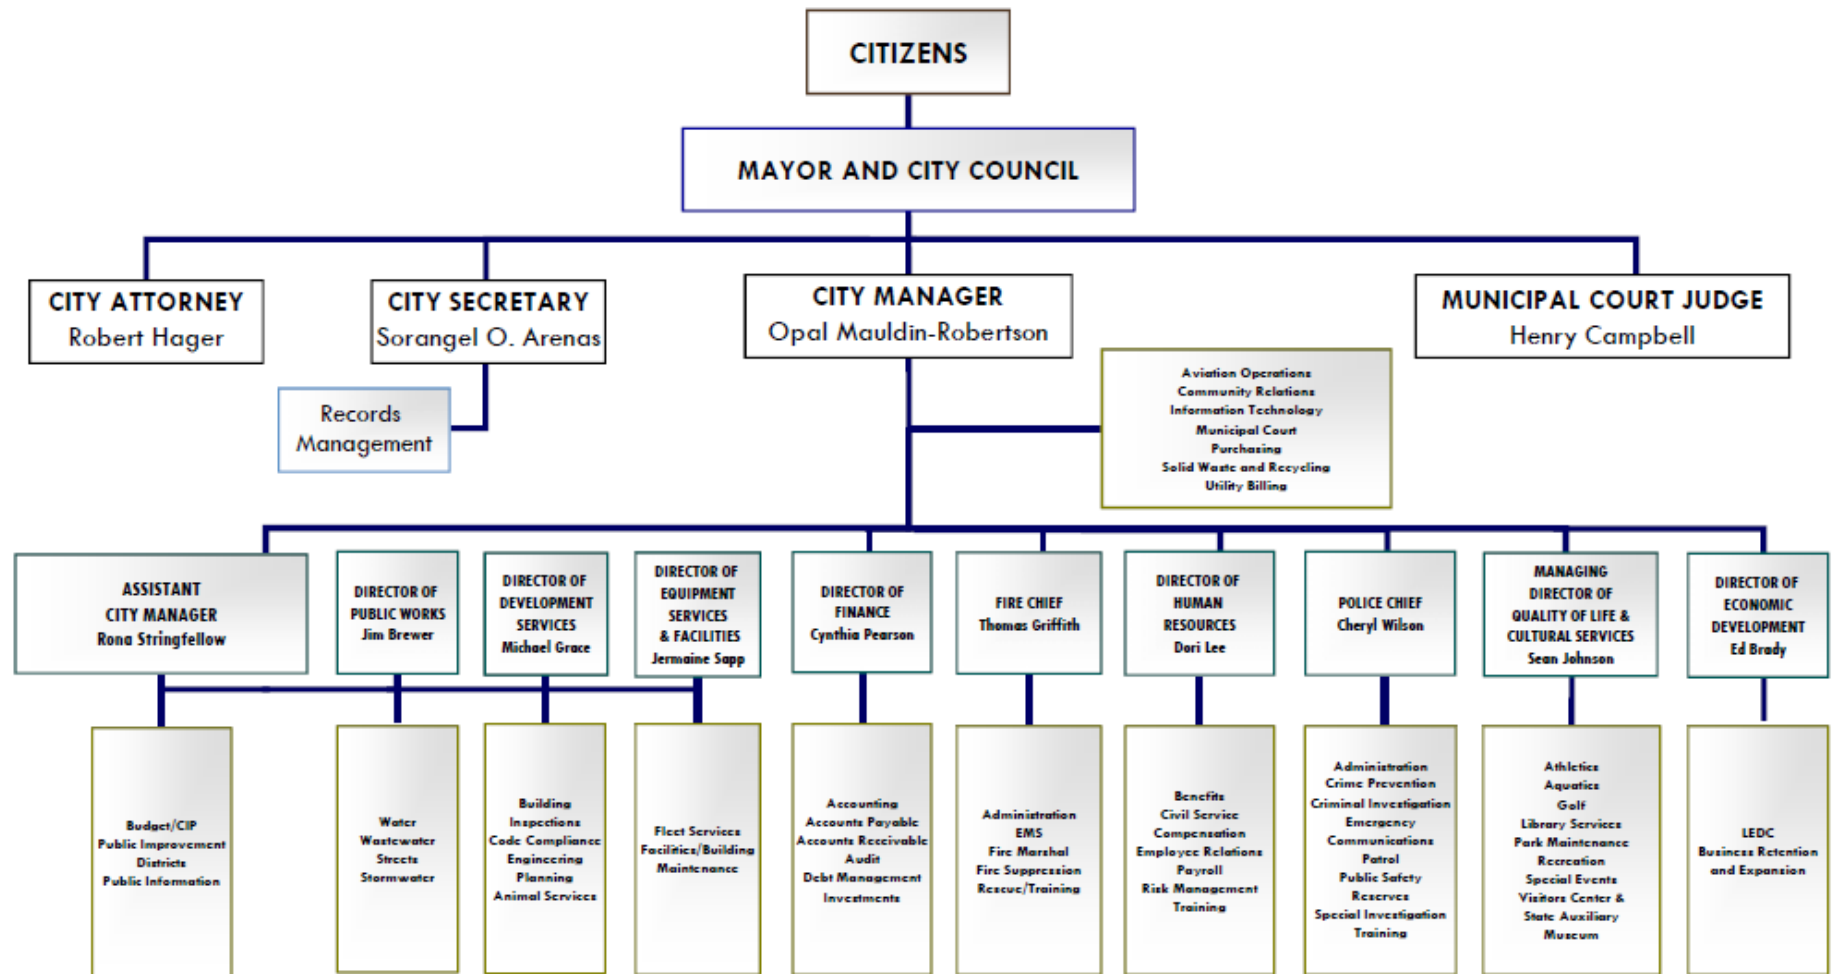 CITIZENS
MAYOR AND CITY COUNCIL
CITY ATTORNEY
Robert Hager
CITY SECRETARY
Sorangel O. Arenas
CITY MANAGER
Opal Mauldin-Robertson
MUNICIPAL COURT JUDGE
Henry Campbell
Records
Management
Aviation Operations
Community Relations
Information Technology
Municipal Court
Purchasing
Solid Waste and Recycling
Utility Billing
ASSISTANT
CITY MANAGER
Rona Stringfellow
DIRECTOR OF
PUBLIC WORKS
Jim Brewer
DIRECTOR OF
DEVELOPMENT
SERVICES
Michael Grace
DIRECTOR OF
EQUIPMENT
SERVICES
& FACILITIES
Jermaine Sapp
DIRECTOR OF
FINANCE
Cynthia Pearson
FIRE CHIEF
Thomas Griffith
DIRECTOR OF
HUMAN
RESOURCES
Dori Lee
POLICE CHIEF
Cheryl Wilson
MANAGING
DIRECTOR OF
QUALITY OF LIFE &
CULTURAL SERVICES
Sean Johnson
DIRECTOR OF
ECONOMIC
DEVELOPMENT
Ed Brady
Budget/CIP
Public Improvement
Districts
Public Information
Water
Wastewater
Streets
Stormwater
Building
Inspections
Code Compliance
Engineering
Planning
Animal Services
Fleet Services
Facilities/Building
Maintenance
Accounting
Accounts Payable
Accounts Receivable
Audit
Debt Management
Investments
Administration
EMS
Fire Marshal
Fire Suppression
Rescue/Training
Benefits
Civil Service
Compensation
Employee Relations
Payroll
Risk Management
Training
Administration
Crime Prevention
Criminal Investigation
Emergency
Communications
Patrol
Public Safety
Reserves
Special Investigation
Training
Athletics
Aquatics
Golf
Library Services
Park Maintenance
Recreation
Special Events
Visitors Center &
State Auxiliary
Museum
LEDC
Business Retention
and Expansion